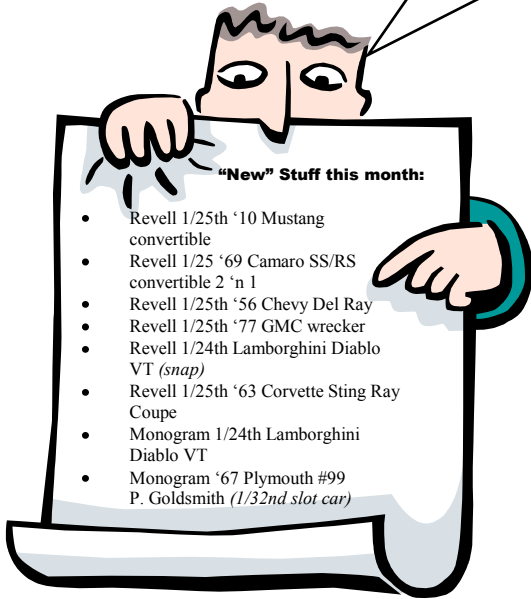 “New” Stuff this month:
• Revell 1/25th ‘10 Mustang
convertible
• Revell 1/25 ‘69 Camaro SS/RS
convertible 2 ‘n 1
• Revell 1/25th ‘56 Chevy Del Ray
• Revell 1/25th ‘77 GMC wrecker
• Revell 1/24th Lamborghini Diablo
VT (snap)
• Revell 1/25th ‘63 Corvette Sting Ray
Coupe
• Monogram 1/24th Lamborghini
Diablo VT
• Monogram ‘67 Plymouth #99
P. Goldsmith (1/32nd slot car)